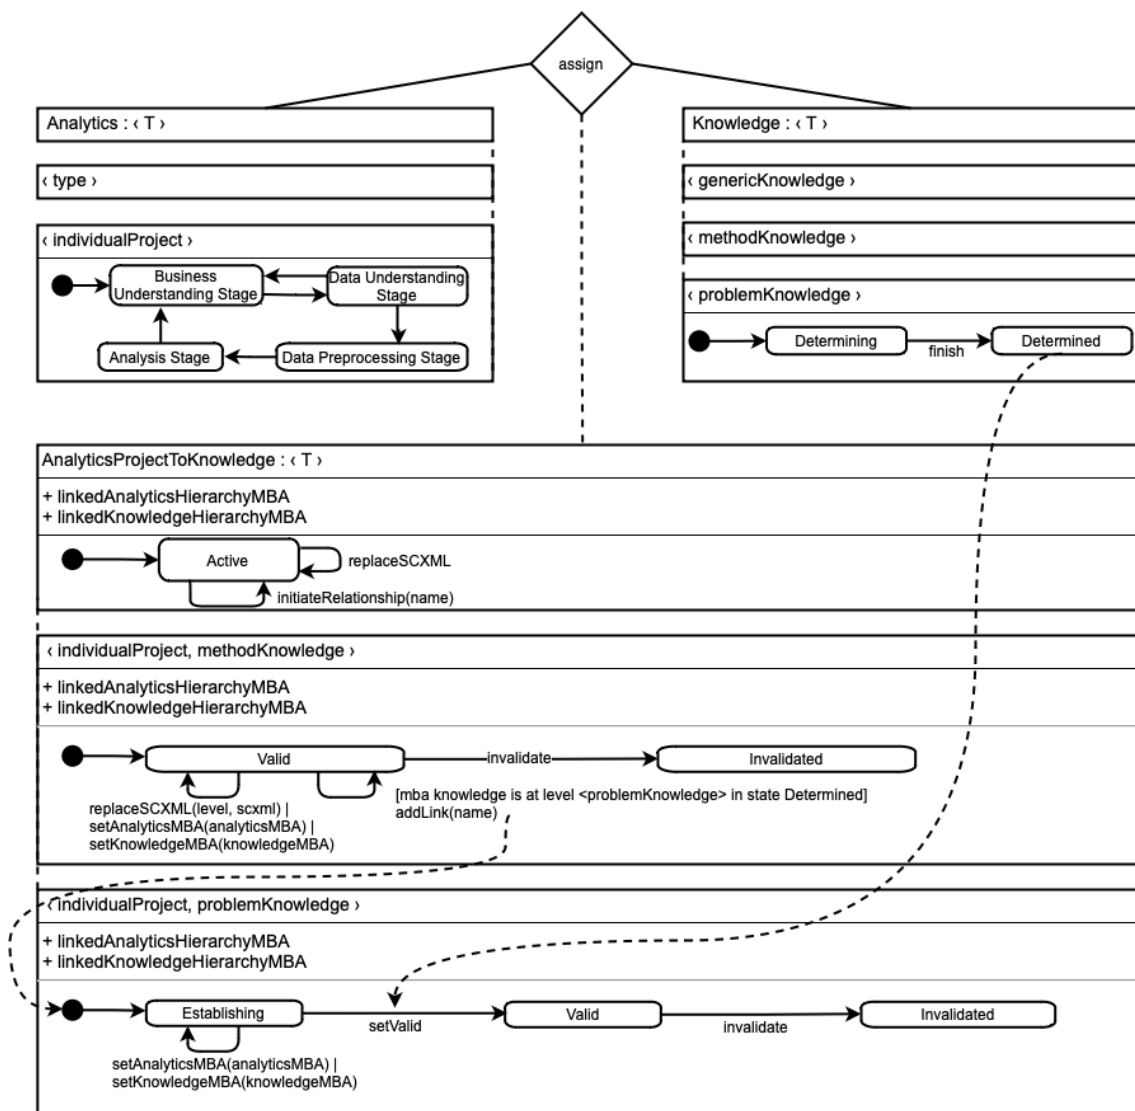 assign
Analytics : ‹ T ›
Knowledge : ‹ T ›
‹ type ›
‹ genericKnowledge ›
‹ individualProject ›
‹ methodKnowledge ›
Business
Understanding Stage
Data Understanding
Stage
Analysis Stage
Data Preprocessing Stage
‹ problemKnowledge ›
Determining
finish
Determined
AnalyticsProjectToKnowledge : ‹ T ›
+ linkedAnalyticsHierarchyMBA
+ linkedKnowledgeHierarchyMBA
Active
replaceSCXML
initiateRelationship(name)
‹ individualProject, methodKnowledge ›
+ linkedAnalyticsHierarchyMBA
+ linkedKnowledgeHierarchyMBA
Valid
invalidate
Invalidated
replaceSCXML(level, scxml) |
setAnalyticsMBA(analyticsMBA) |
setKnowledgeMBA(knowledgeMBA)
[mba knowledge is at level <problemKnowledge> in state Determined]
addLink(name)
‹ individualProject, problemKnowledge ›
+ linkedAnalyticsHierarchyMBA
+ linkedKnowledgeHierarchyMBA
Establishing
setValid
Valid
invalidate
Invalidated
setAnalyticsMBA(analyticsMBA) |
setKnowledgeMBA(knowledgeMBA)